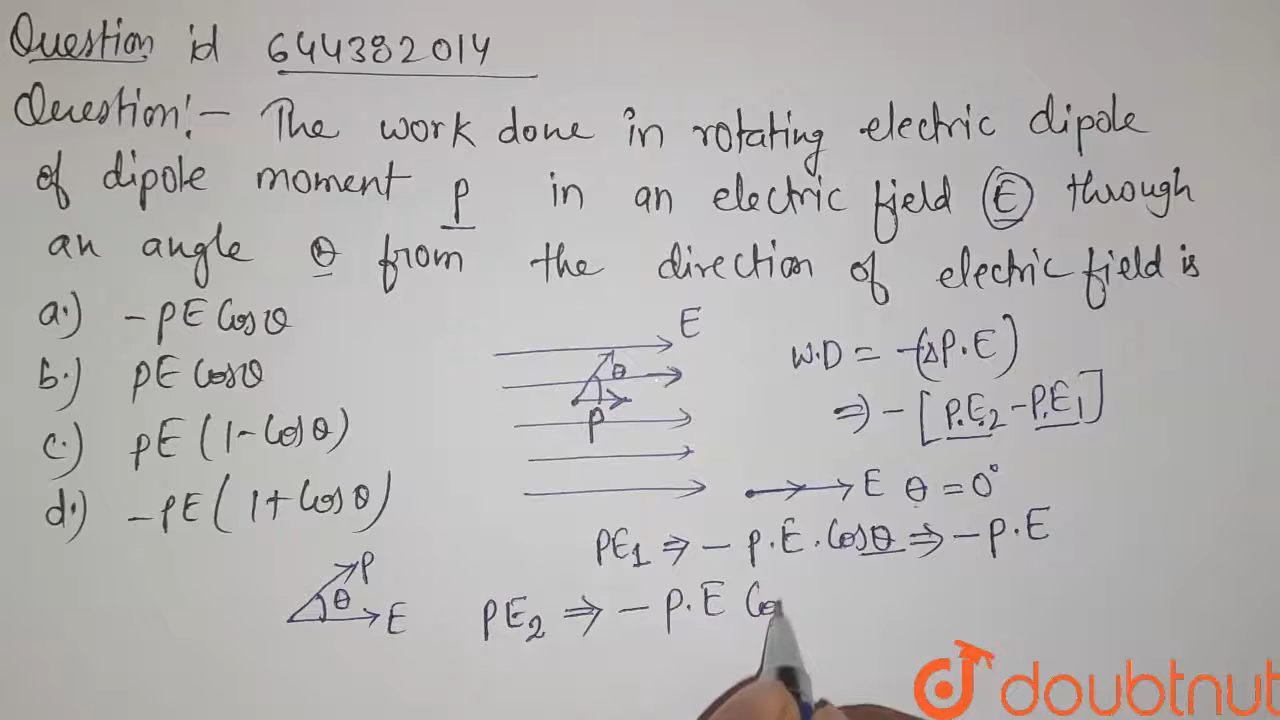 Question id 644382014
Question:- The work done in rotating electric dipole
of dipole moment p in an electric field E through
an angle θ from the direction of electric field is
a.) -pE Cosθ
b.) pE Cosθ
c.) pE (1-Cosθ)
d.) -pE (1+Cosθ)
E
θ
P
W.D = -(ΔP.E)
⇒ -[P.E2-P.E1]
E θ = 0°
PE1 ⇒ - p.E.Cosθ ⇒ -p.E
P
θ
E
PE2 ⇒ - p.E Co
doubtnut